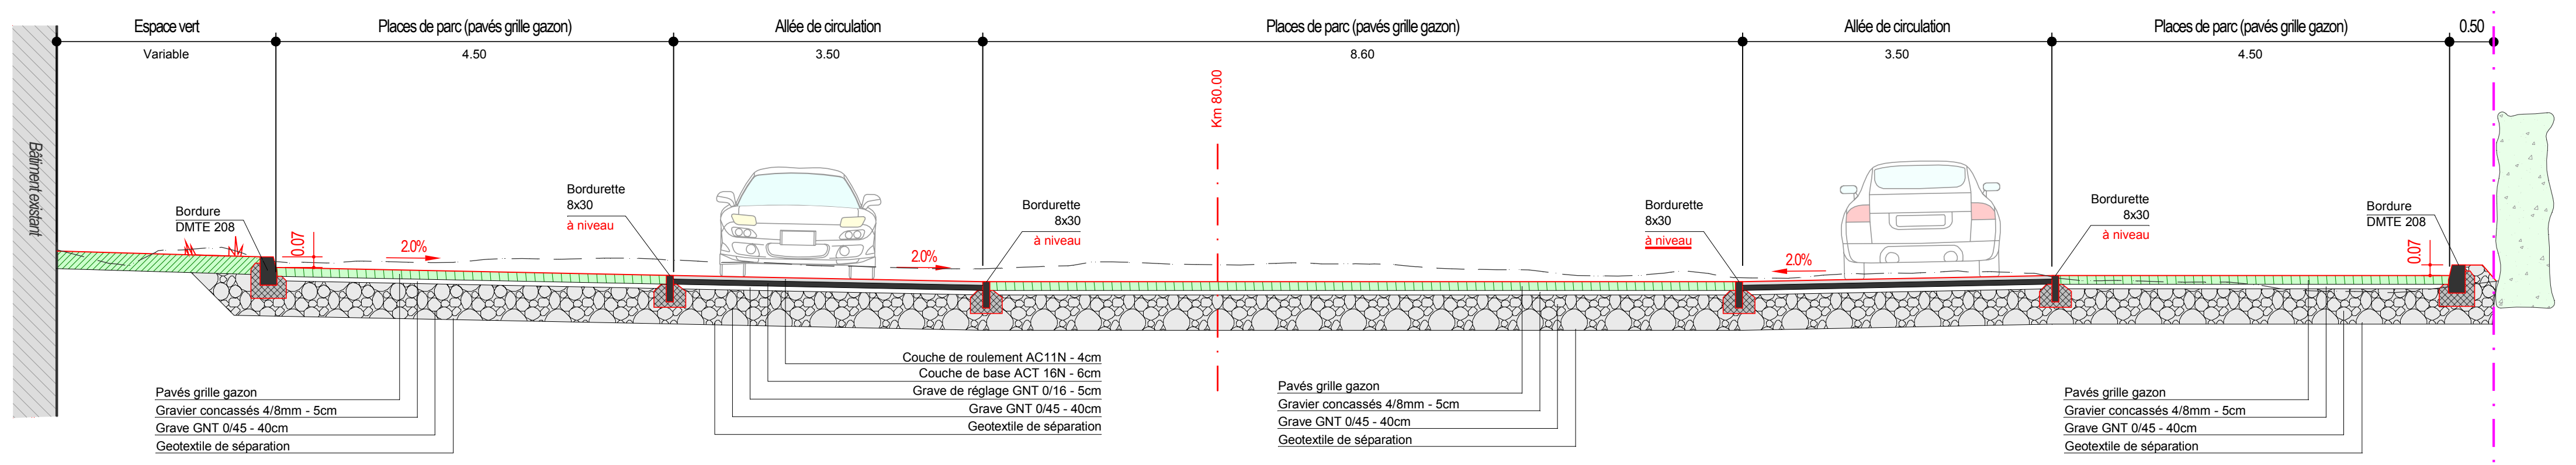 Espace vert
Places de parc (pavés grille gazon)
Allée de circulation
Places de parc (pavés grille gazon)
Allée de circulation
Places de parc (pavés grille gazon)
0.50
Variable
4.50
3.50
8.60
3.50
4.50
Km 80.00
Bâtiment existant
Bordure
DMTE 208
0.07
2.0%
Bordurette
8x30
à niveau
2.0%
Bordurette
8x30
à niveau
Bordurette
8x30
à niveau
2.0%
Bordurette
8x30
à niveau
Bordure
DMTE 208
0.07
Pavés grille gazon
Gravier concassés 4/8mm - 5cm
Grave GNT 0/45 - 40cm
Geotextile de séparation
Couche de roulement AC11N - 4cm
Couche de base ACT 16N - 6cm
Grave de réglage GNT 0/16 - 5cm
Grave GNT 0/45 - 40cm
Geotextile de séparation
Pavés grille gazon
Gravier concassés 4/8mm - 5cm
Grave GNT 0/45 - 40cm
Geotextile de séparation
Pavés grille gazon
Gravier concassés 4/8mm - 5cm
Grave GNT 0/45 - 40cm
Geotextile de séparation